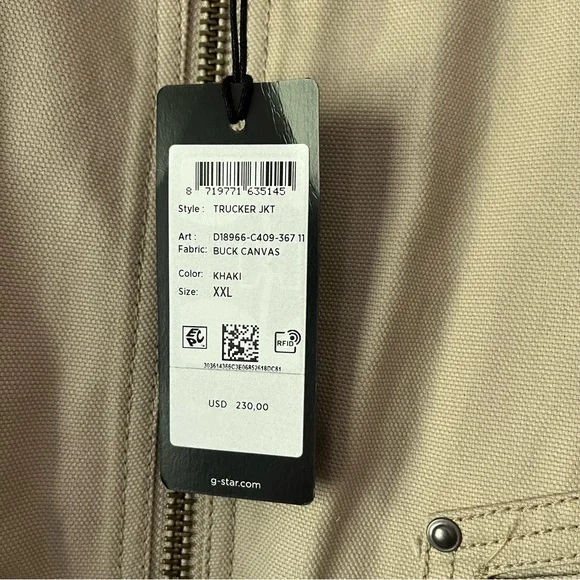 8 719771 635145
Style : TRUCKER JKT
Art : D18966-C409-367 11
Fabric: BUCK CANVAS
Color: KHAKI
Size: XXL
EPC RFID
USD 230,00
g-star.com